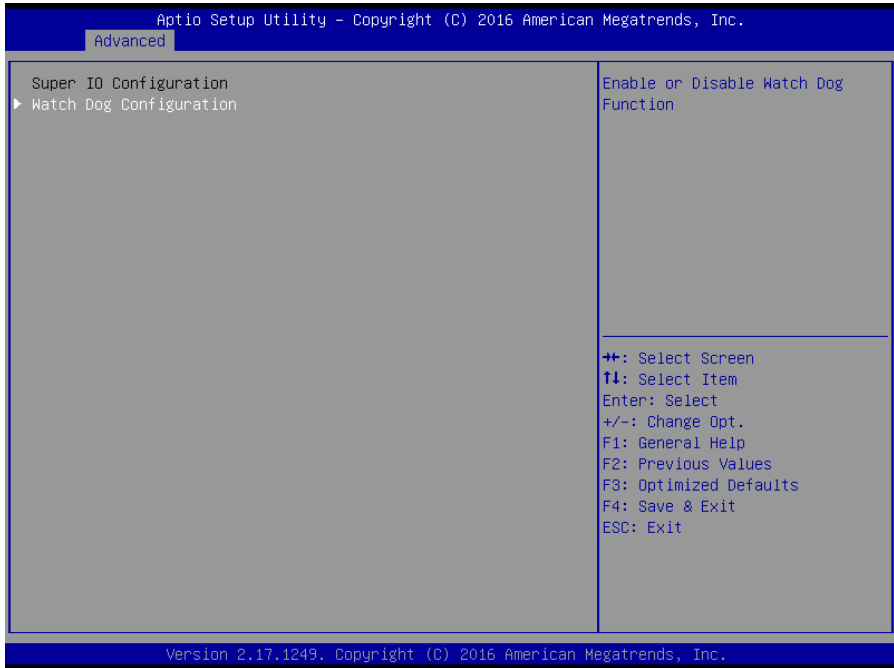 Aptio Setup Utility – Copyright (C) 2016 American Megatrends, Inc.
Advanced
Super IO Configuration
▶ Watch Dog Configuration
Enable or Disable Watch Dog
Function
→←: Select Screen
↑↓: Select Item
Enter: Select
+/-: Change Opt.
F1: General Help
F2: Previous Values
F3: Optimized Defaults
F4: Save & Exit
ESC: Exit
Version 2.17.1249. Copyright (C) 2016 American Megatrends, Inc.